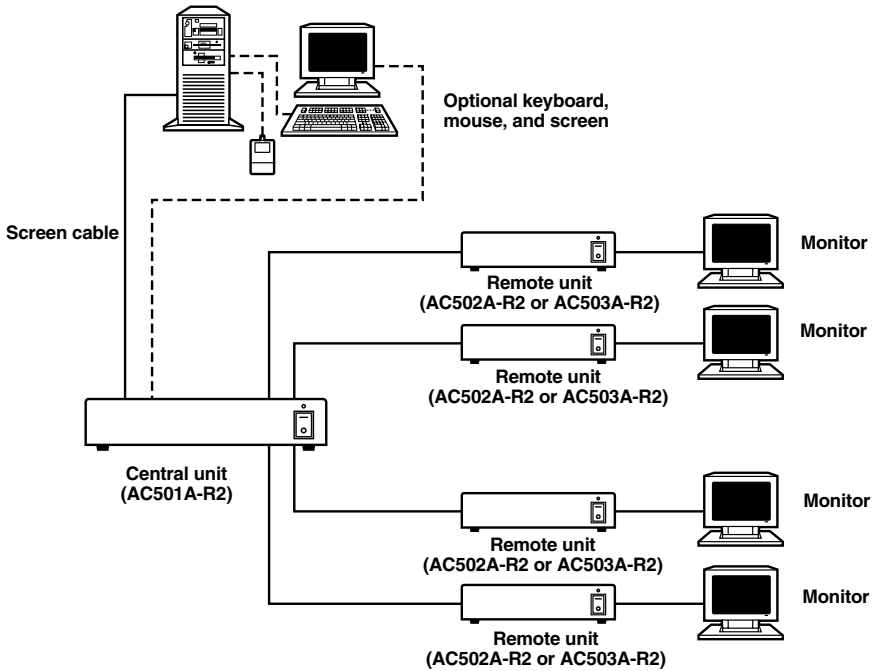 Optional keyboard,
mouse, and screen
Screen cable
Monitor
Remote unit
(AC502A-R2 or AC503A-R2)
Monitor
Remote unit
(AC502A-R2 or AC503A-R2)
Central unit
(AC501A-R2)
Monitor
Remote unit
(AC502A-R2 or AC503A-R2)
Monitor
Remote unit
(AC502A-R2 or AC503A-R2)